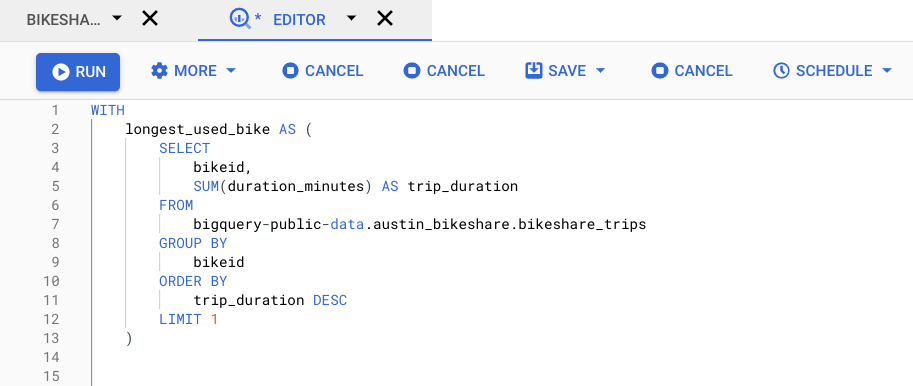 BIKESHA...
* EDITOR
RUN MORE CANCEL CANCEL SAVE CANCEL SCHEDULE
1 WITH
2 longest_used_bike AS (
3 SELECT
4 bikeid,
5 SUM(duration_minutes) AS trip_duration
6 FROM
7 bigquery-public-data.austin_bikeshare.bikeshare_trips
8 GROUP BY
9 bikeid
10 ORDER BY
11 trip_duration DESC
12 LIMIT 1
13 )
14
15